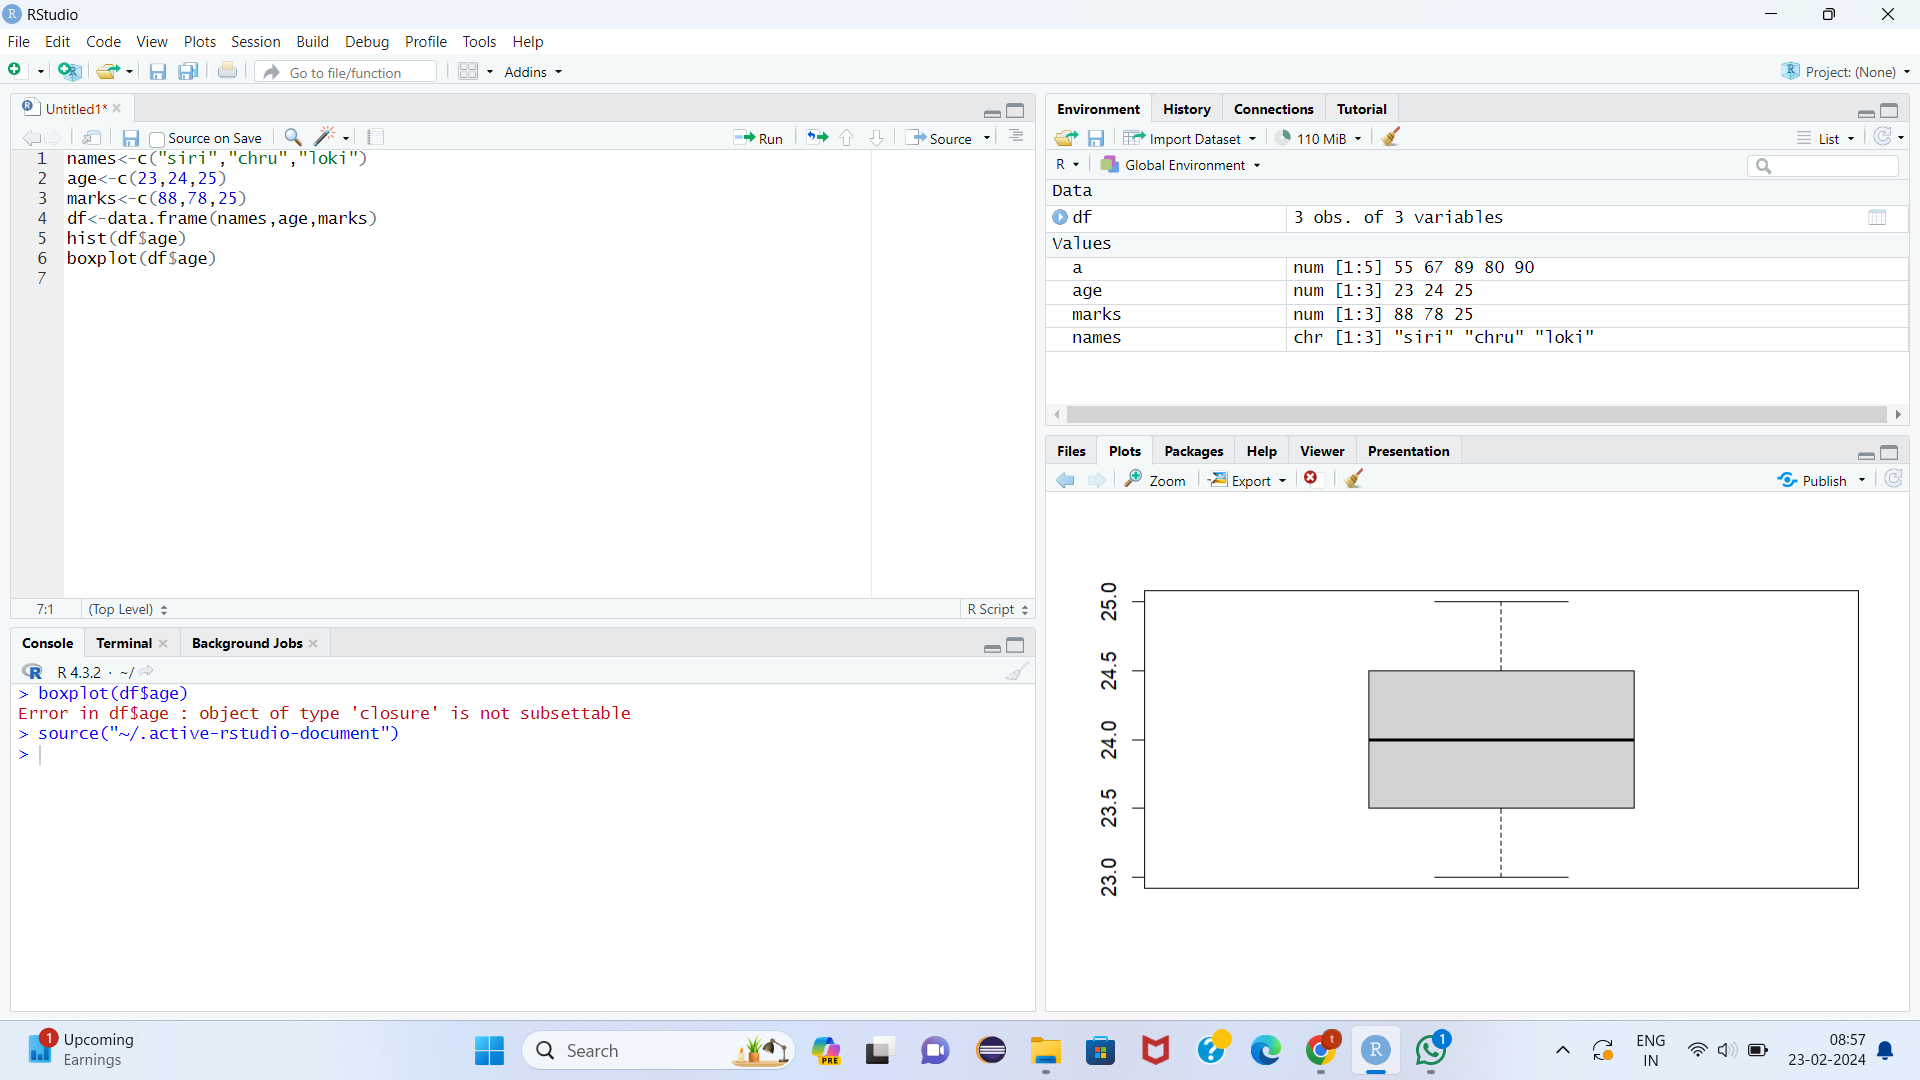 RStudio
File Edit Code View Plots Session Build Debug Profile Tools Help
Go to file/function Addins Project: (None)
Untitled1*
Source on Save Run Source
1 names<-c("siri","chru","loki")
2 age<-c(23,24,25)
3 marks<-c(88,78,25)
4 df<-data.frame(names,age,marks)
5 hist(df$age)
6 boxplot(df$age)
7
7:1 (Top Level) R Script
Console Terminal Background Jobs
R R 4.3.2 · ~/
> boxplot(df$age)
Error in df$age : object of type 'closure' is not subsettable
> source("~/.active-rstudio-document")
>
Environment History Connections Tutorial
Import Dataset 110 MiB List
R Global Environment
Data
df 3 obs. of 3 variables
Values
a num [1:5] 55 67 89 80 90
age num [1:3] 23 24 25
marks num [1:3] 88 78 25
names chr [1:3] "siri" "chru" "loki"
Files Plots Packages Help Viewer Presentation
Zoom Export Publish
25.0
24.5
24.0
23.5
23.0
1 Upcoming
Earnings
Search
PRE
t
R
1
ENG
IN
08:57
23-02-2024